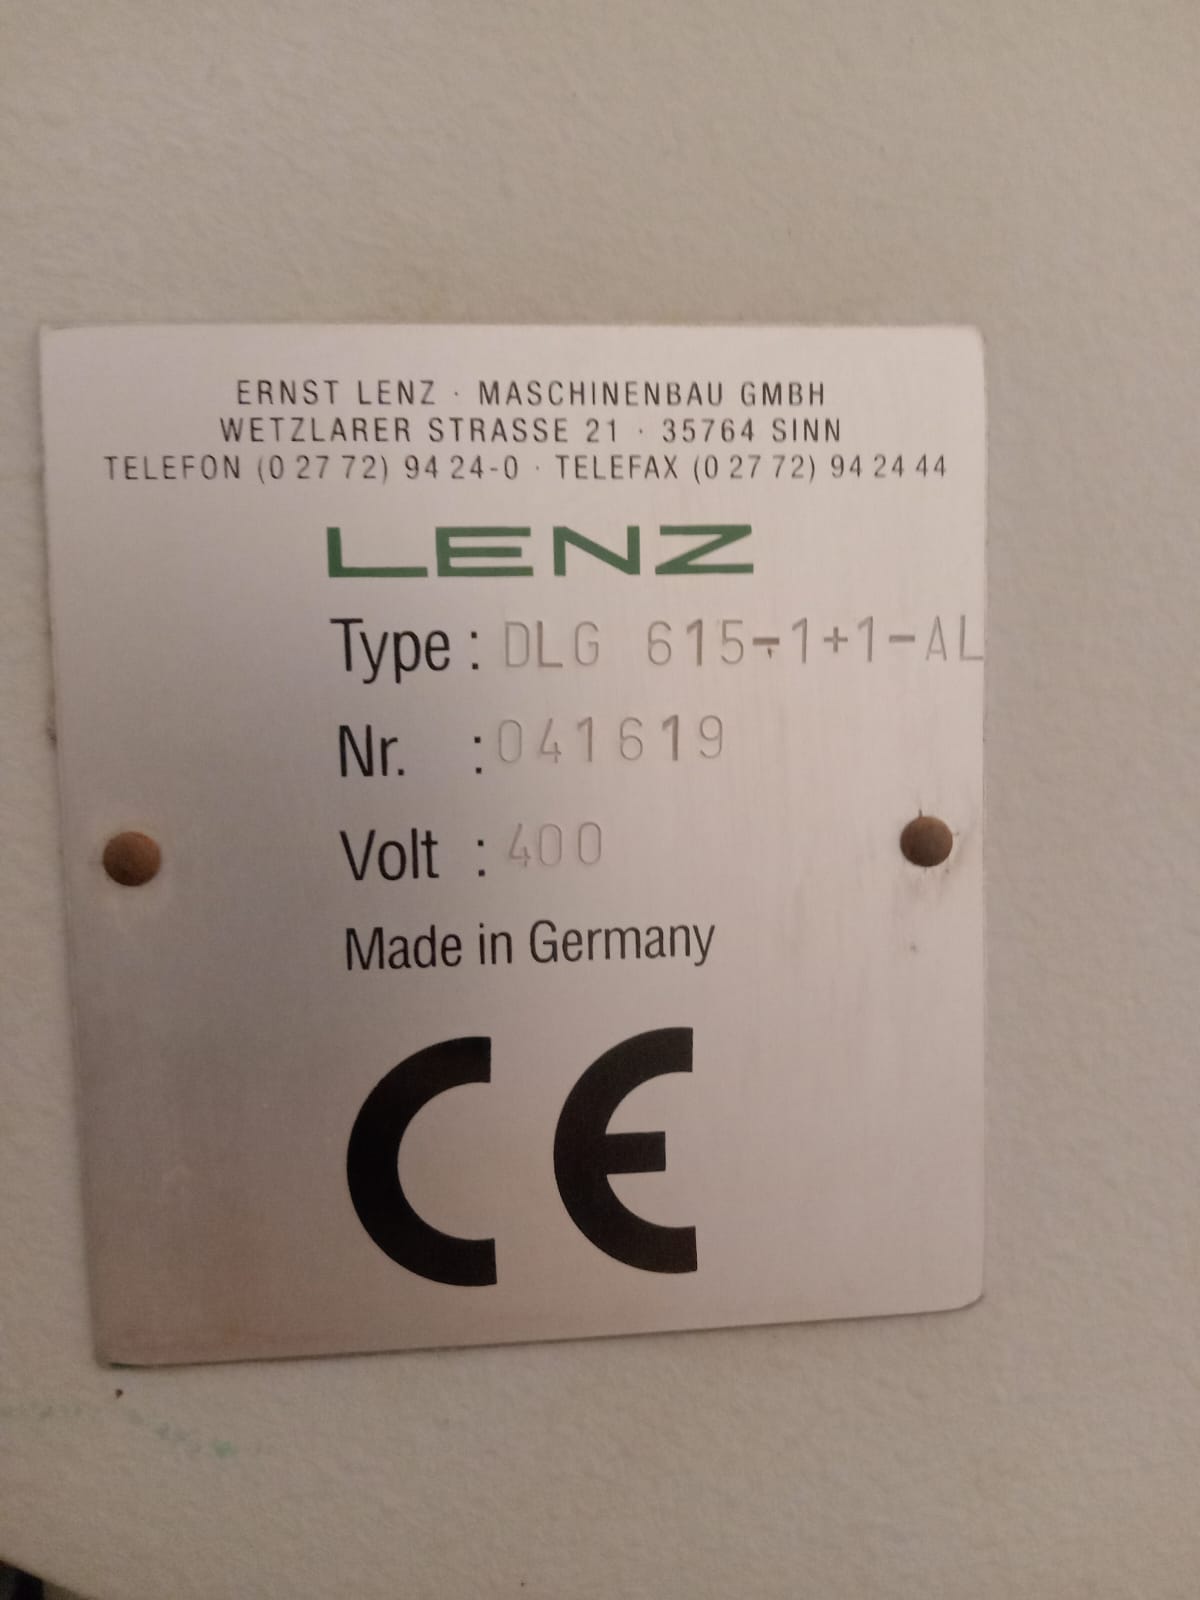 ERNST LENZ · MASCHINENBAU GMBH
WETZLARER STRASSE 21 · 35764 SINN
TELEFON (0 27 72) 94 24-0 · TELEFAX (0 27 72) 94 24 44
LENZ
Type : DLG 615-1+1-AL
Nr. : 041619
Volt : 400
Made in Germany
CE